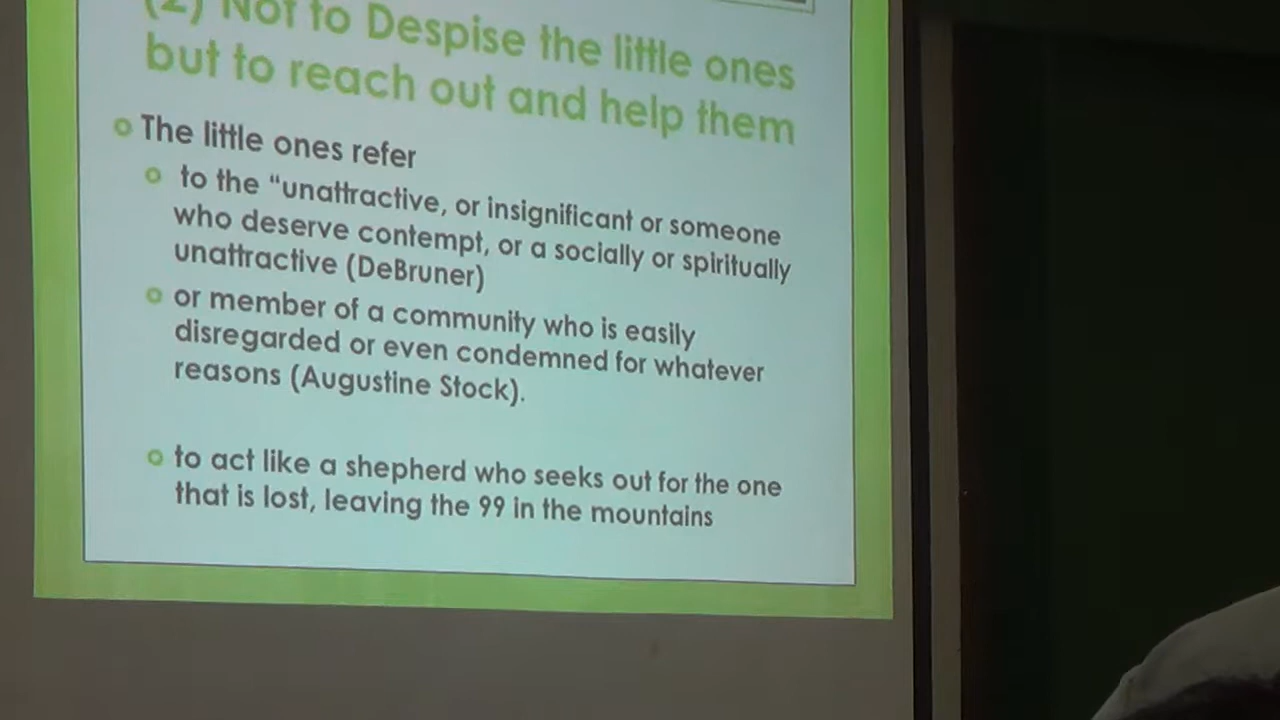 (2) Not to Despise the little ones
but to reach out and help them
The little ones refer
to the "unattractive, or insignificant or someone
who deserve contempt, or a socially or spiritually
unattractive (DeBruner)
or member of a community who is easily
disregarded or even condemned for whatever
reasons (Augustine Stock).
to act like a shepherd who seeks out for the one
that is lost, leaving the 99 in the mountains